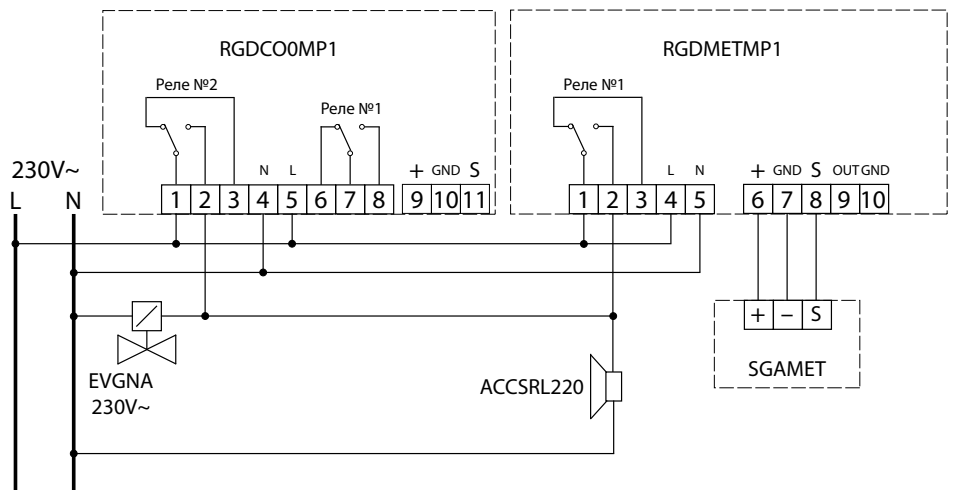 RGDCO0MP1
RGDMETMP1
Реле №2
Реле №1
Реле №1
230V~
L N
N L
+ GND S
L N
+ GND S OUT GND
1 2 3 4 5 6 7 8 9 10 11
1 2 3 4 5 6 7 8 9 10
+ – S
SGAMET
EVGNA
230V~
ACCSRL220